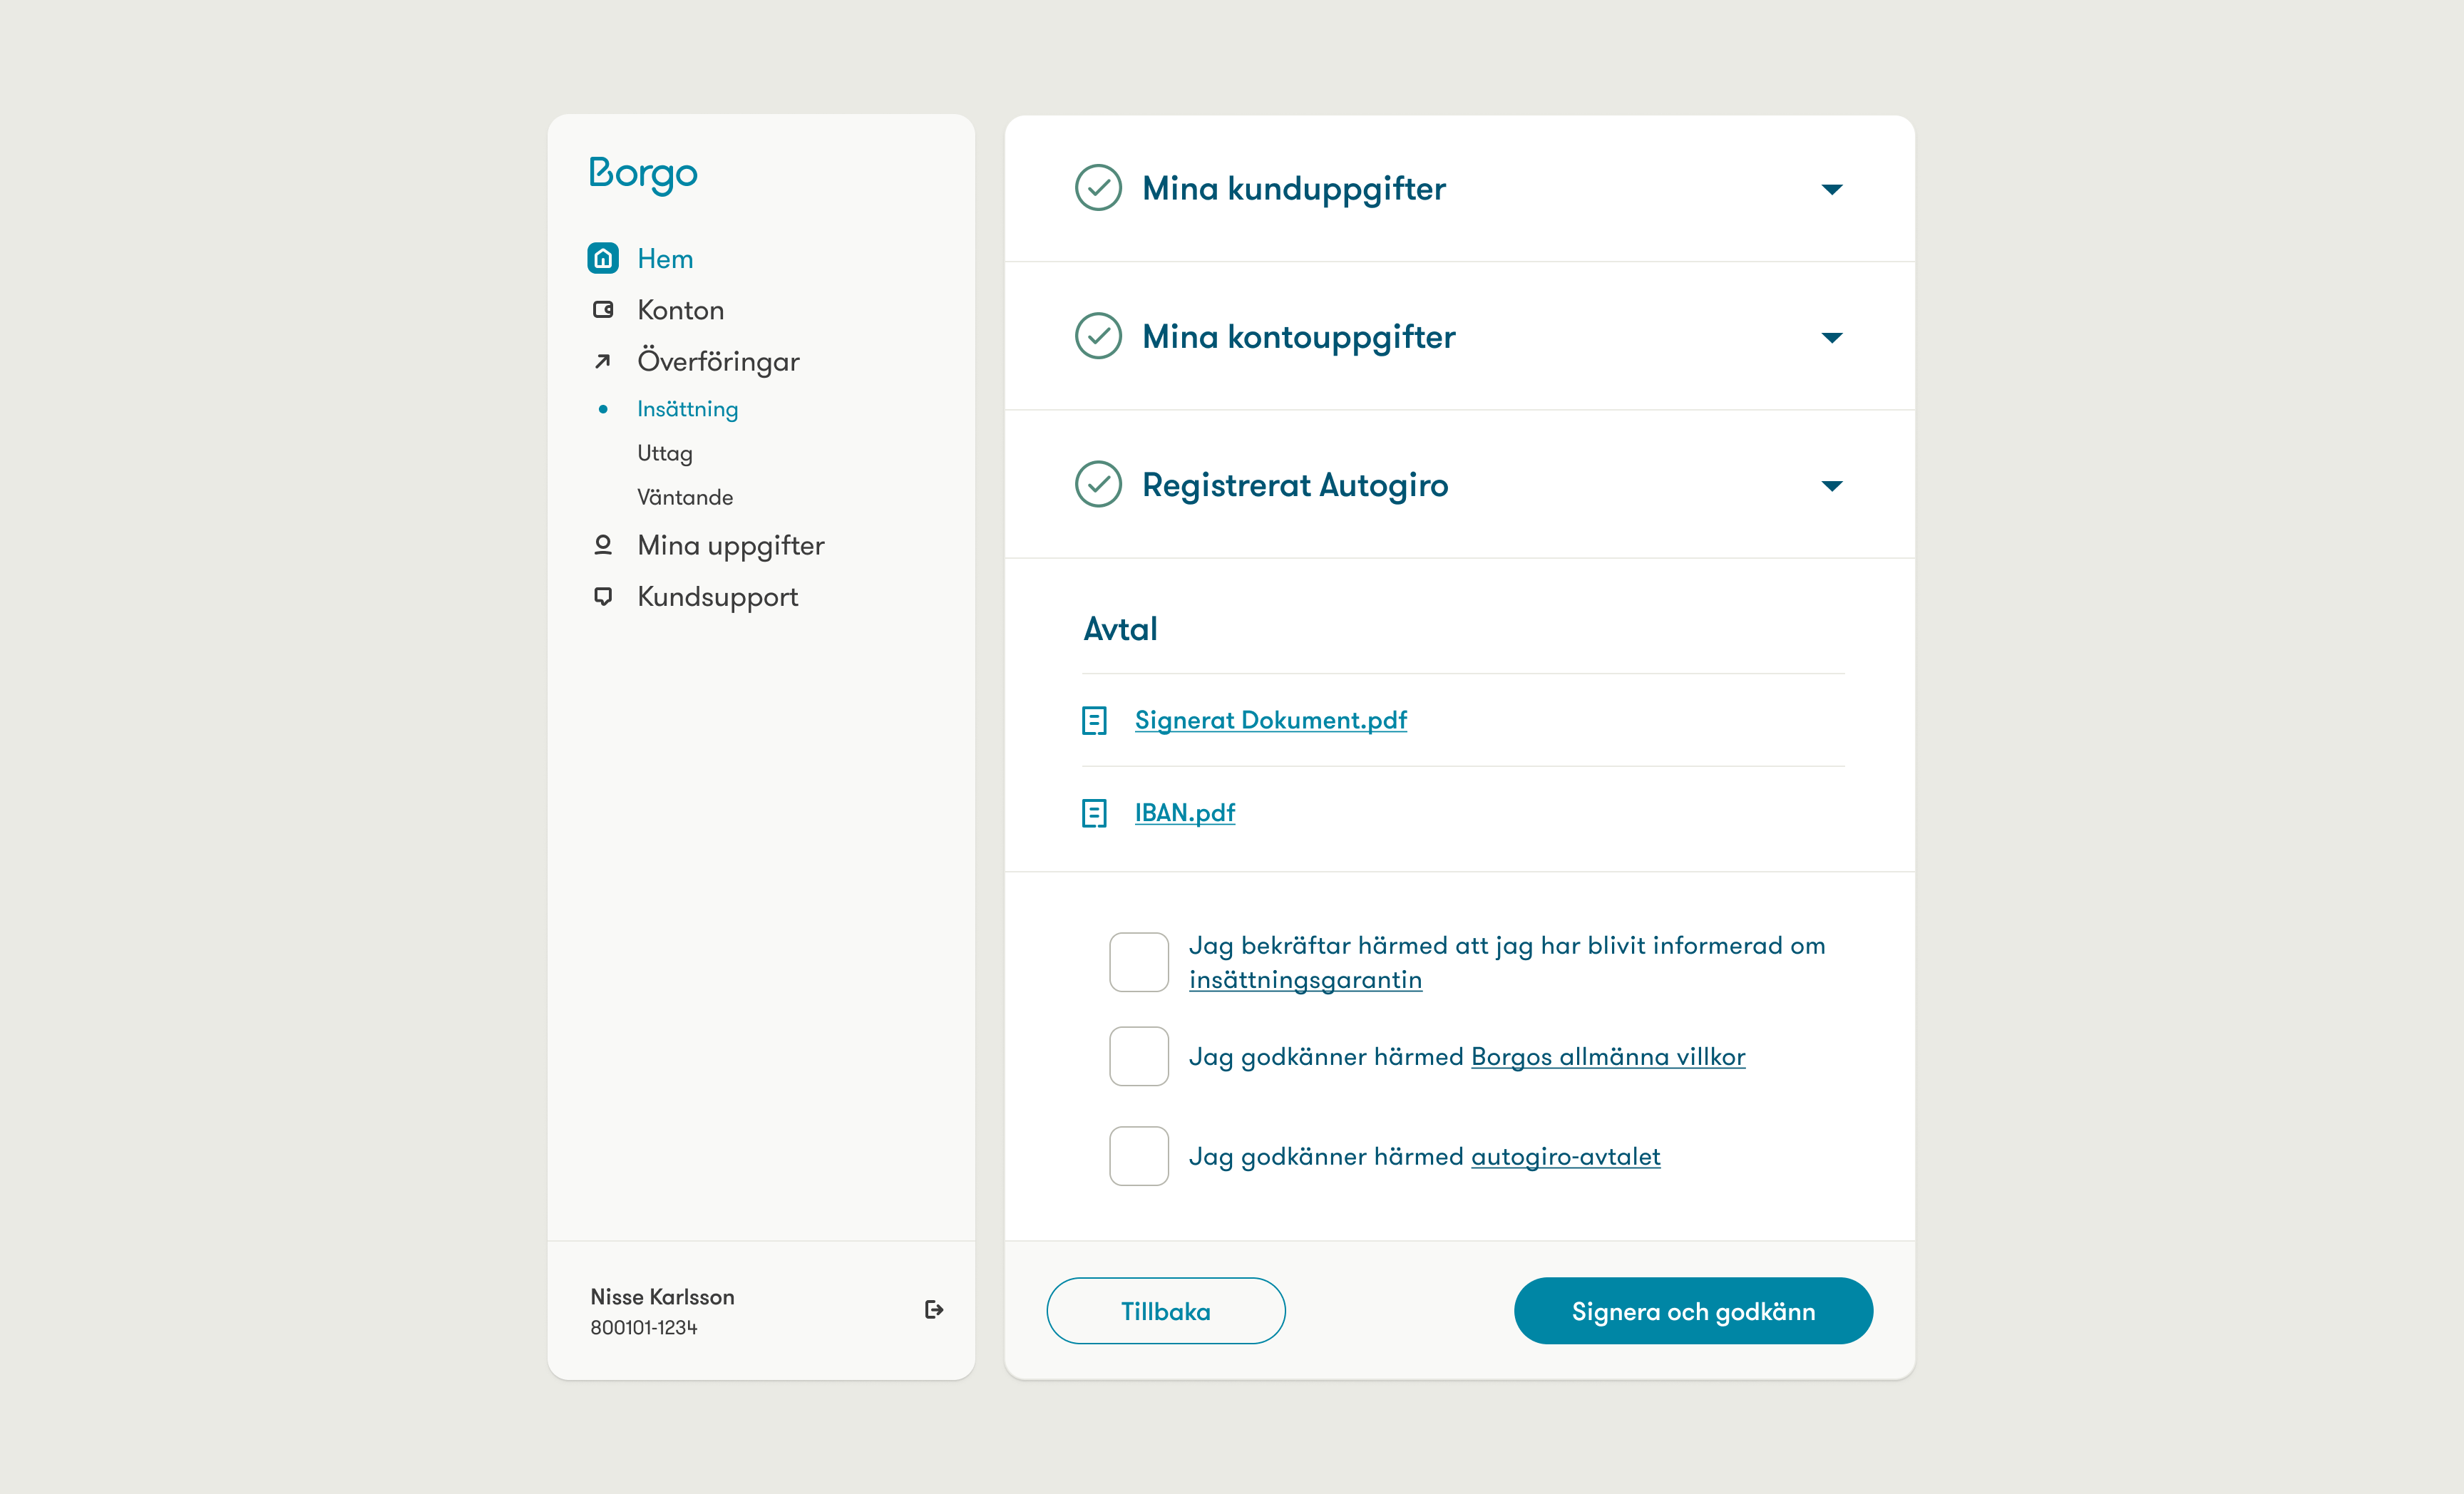 Borgo
Hem
Konton
Överföringar
Insättning
Uttag
Väntande
Mina uppgifter
Kundsupport
Nisse Karlsson
800101-1234
Mina kunduppgifter
Mina kontouppgifter
Registrerat Autogiro
Avtal
Signerat Dokument.pdf
IBAN.pdf
Jag bekräftar härmed att jag har blivit informerad om
insättningsgarantin
Jag godkänner härmed Borgos allmänna villkor
Jag godkänner härmed autogiro-avtalet
Tillbaka
Signera och godkänn